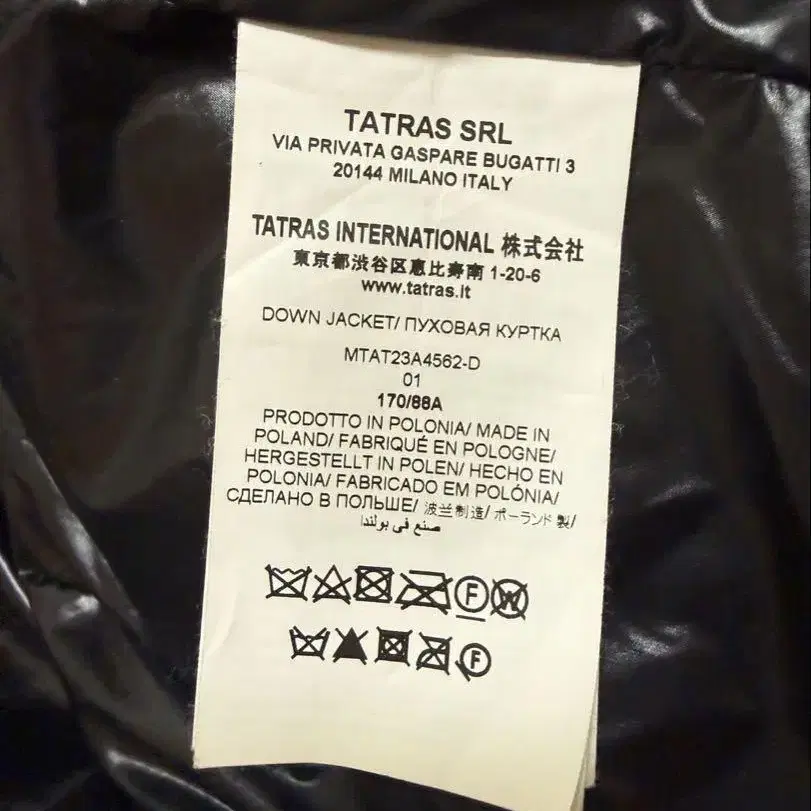 TATRAS SRL
VIA PRIVATA GASPARE BUGATTI 3
20144 MILANO ITALY
TATRAS INTERNATIONAL 株式会社
東京都渋谷区恵比寿南 1-20-6
www.tatras.it
DOWN JACKET/ ПУХОВАЯ КУРТКА
MTAT23A4562-D
01
170/88A
PRODOTTO IN POLONIA/ MADE IN
POLAND/ FABRIQUÉ EN POLOGNE/
HERGESTELLT IN POLEN/ HECHO EN
POLONIA/ FABRICADO EM POLÓNIA/
СДЕЛАНО В ПОЛЬШЕ/ 波兰制造/ ポーランド製/
صنع في بولندا
F W
F